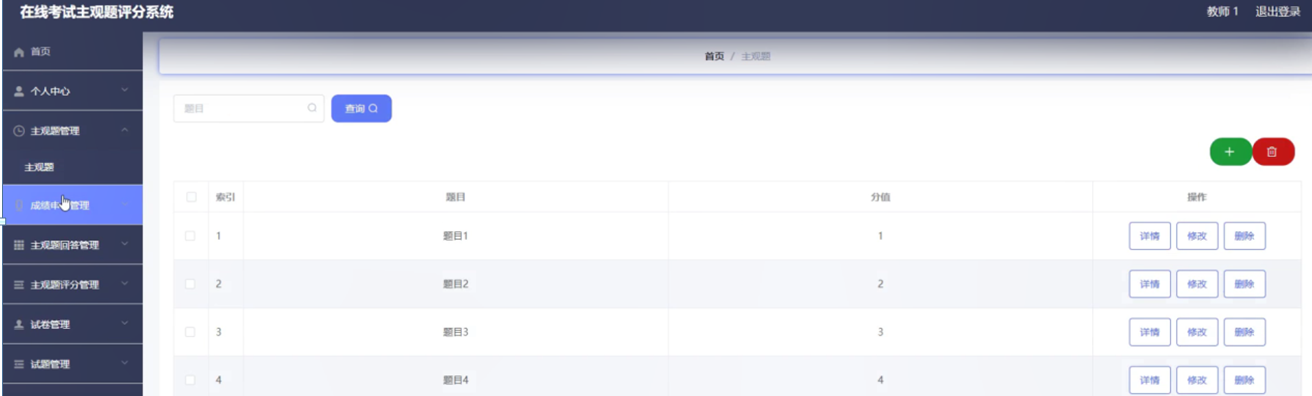 在线考试主观题评分系统
教师 1 退出登录
首页
首页 / 主观题
个人中心
题目 查询
主观题管理
主观题
索引 题目 分值 操作
管理
1 题目1 1 详情 修改 删除
主观题回答管理
2 题目2 2 详情 修改 删除
主观题评分管理
试卷管理
3 题目3 3 详情 修改 删除
试题管理
4 题目4 4 详情 修改 删除